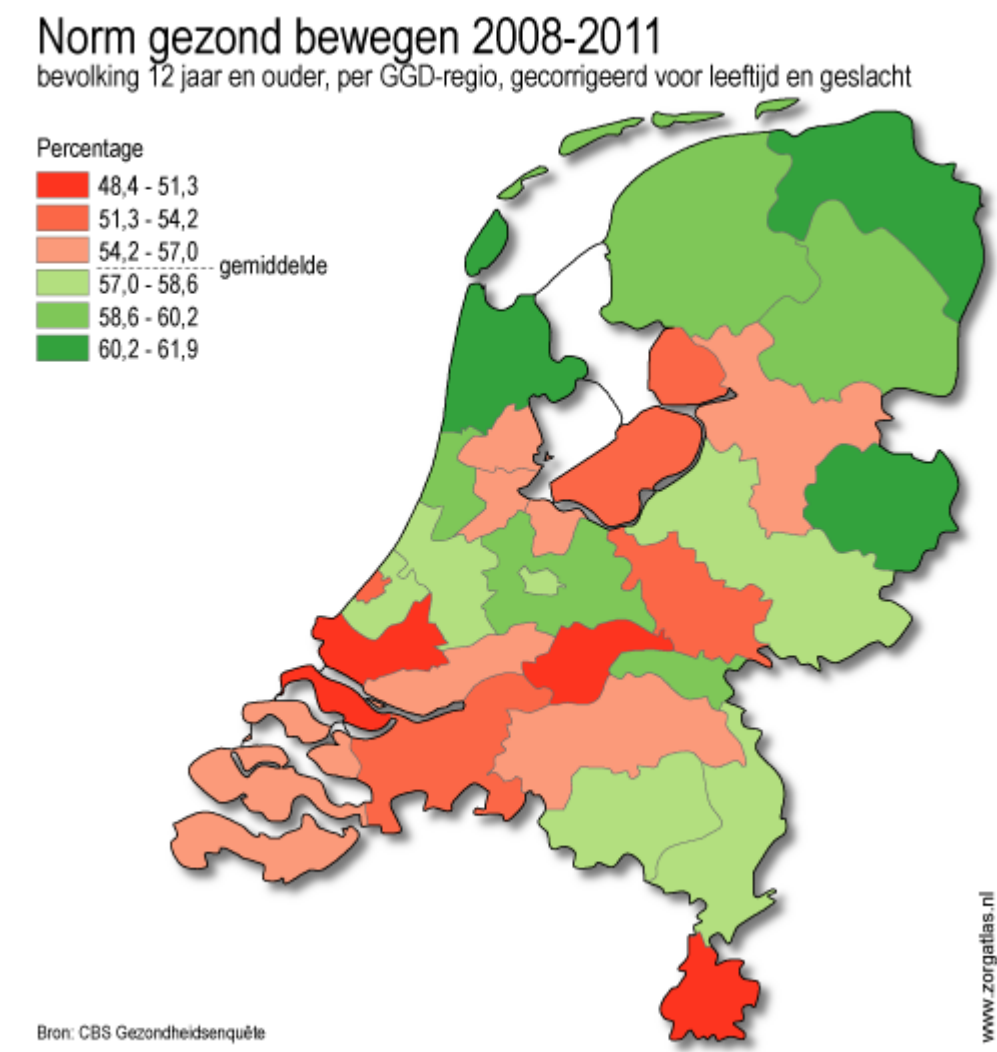 Norm gezond bewegen 2008-2011
bevolking 12 jaar en ouder, per GGD-regio, gecorrigeerd voor leeftijd en geslacht
Percentage
48,4 - 51,3
51,3 - 54,2
54,2 - 57,0
gemiddelde
57,0 - 58,6
58,6 - 60,2
60,2 - 61,9
www.zorgatlas.nl
Bron: CBS Gezondheidsenquête